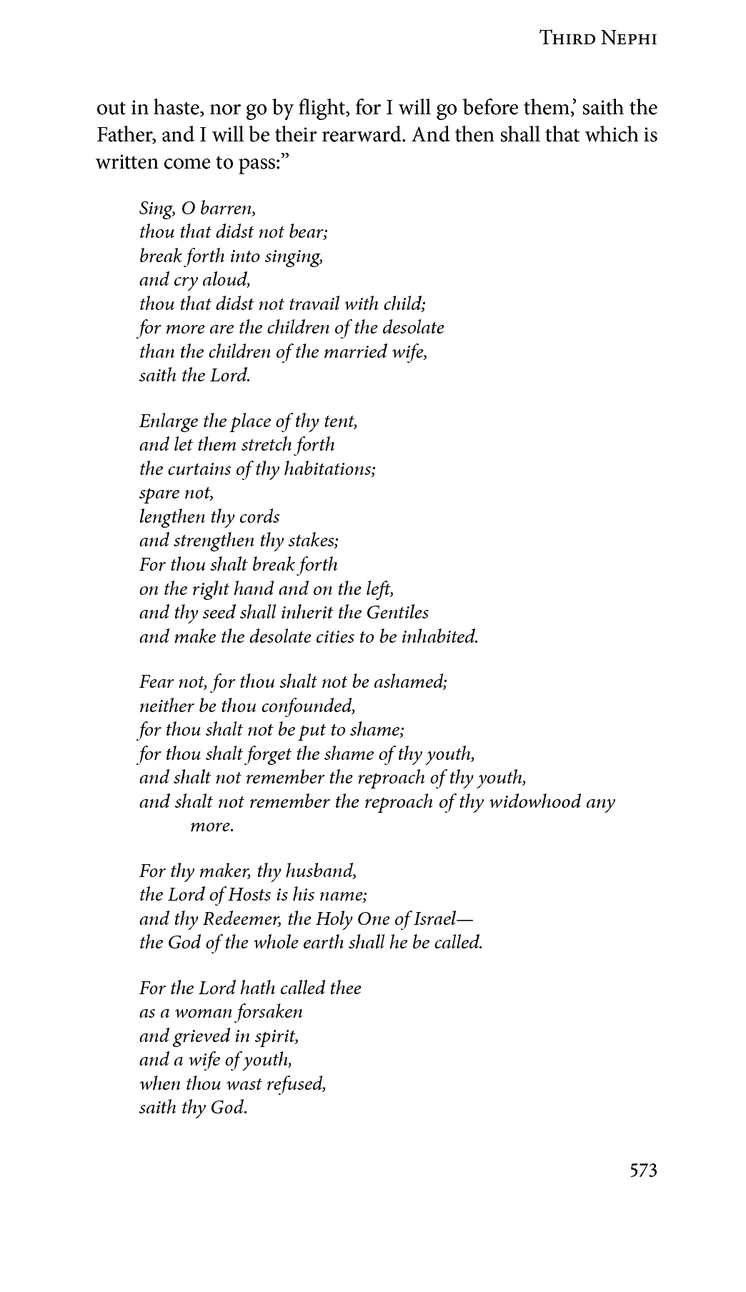 Third Nephi
out in haste, nor go by flight, for I will go before them,’ saith the
Father, and I will be their rearward. And then shall that which is
written come to pass:”
Sing, O barren,
thou that didst not bear;
break forth into singing,
and cry aloud,
thou that didst not travail with child;
for more are the children of the desolate
than the children of the married wife,
saith the Lord.
Enlarge the place of thy tent,
and let them stretch forth
the curtains of thy habitations;
spare not,
lengthen thy cords
and strengthen thy stakes;
For thou shalt break forth
on the right hand and on the left,
and thy seed shall inherit the Gentiles
and make the desolate cities to be inhabited.
Fear not, for thou shalt not be ashamed;
neither be thou confounded,
for thou shalt not be put to shame;
for thou shalt forget the shame of thy youth,
and shalt not remember the reproach of thy youth,
and shalt not remember the reproach of thy widowhood any
more.
For thy maker, thy husband,
the Lord of Hosts is his name;
and thy Redeemer, the Holy One of Israel—
the God of the whole earth shall he be called.
For the Lord hath called thee
as a woman forsaken
and grieved in spirit,
and a wife of youth,
when thou wast refused,
saith thy God.
573